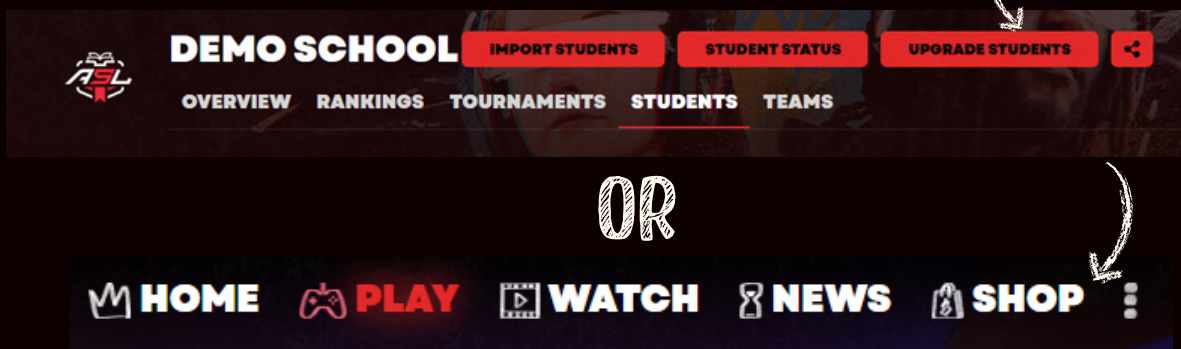 DEMO SCHOOL IMPORT STUDENTS STUDENT STATUS UPGRADE STUDENTS
ASL
OVERVIEW RANKINGS TOURNAMENTS STUDENTS TEAMS
OR
HOME PLAY WATCH NEWS SHOP